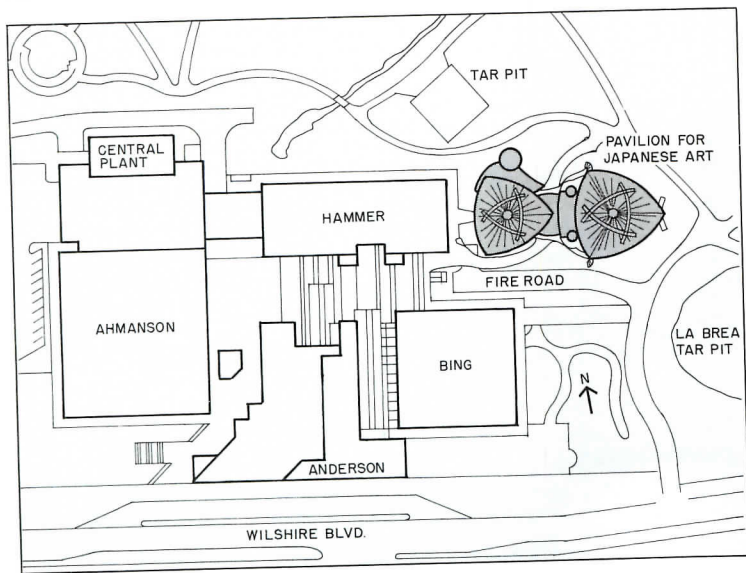 TAR PIT
CENTRAL
PLANT
PAVILION FOR
JAPANESE ART
HAMMER
FIRE ROAD
AHMANSON
LA BREA
TAR PIT
BING
N
ANDERSON
WILSHIRE BLVD.